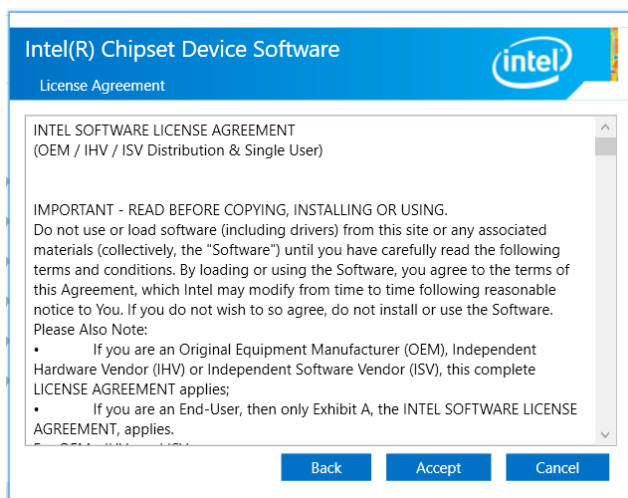 Intel(R) Chipset Device Software
intel
License Agreement
INTEL SOFTWARE LICENSE AGREEMENT
(OEM / IHV / ISV Distribution & Single User)
IMPORTANT - READ BEFORE COPYING, INSTALLING OR USING.
Do not use or load software (including drivers) from this site or any associated
materials (collectively, the "Software") until you have carefully read the following
terms and conditions. By loading or using the Software, you agree to the terms of
this Agreement, which Intel may modify from time to time following reasonable
notice to You. If you do not wish to so agree, do not install or use the Software.
Please Also Note:
• If you are an Original Equipment Manufacturer (OEM), Independent
Hardware Vendor (IHV) or Independent Software Vendor (ISV), this complete
LICENSE AGREEMENT applies;
• If you are an End-User, then only Exhibit A, the INTEL SOFTWARE LICENSE
AGREEMENT, applies.
Back Accept Cancel